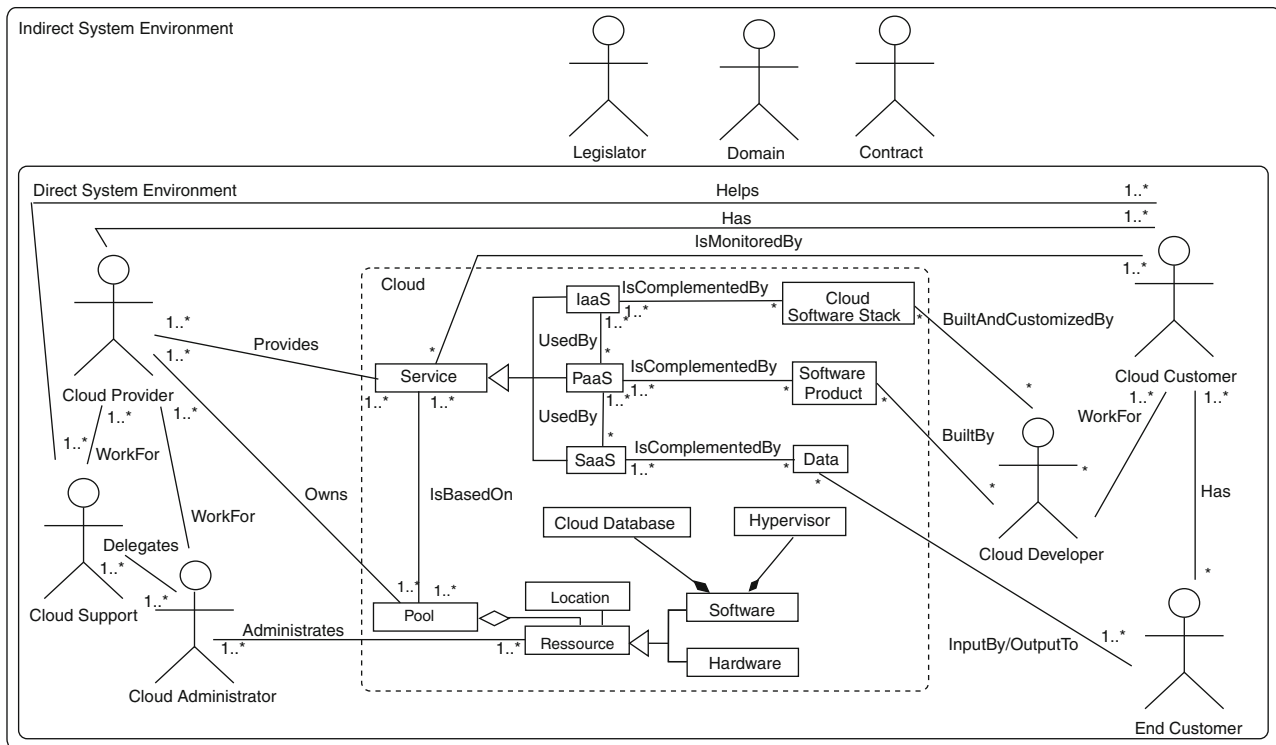 Indirect System Environment
Legislator
Domain
Contract
Direct System Environment
Helps
1..*
Has
1..*
IsMonitoredBy
1..*
Cloud
IaaS
IsComplementedBy
1..*
*
Cloud
Software Stack
*
BuiltAndCustomizedBy
1..*
UsedBy
*
1..*
Provides
1..*
Cloud Provider
*
Service
1..*
1..*
1..*
PaaS
IsComplementedBy
1..*
*
Software
Product
*
1..*
UsedBy
*
BuiltBy
*
SaaS
IsComplementedBy
1..*
*
Data
*
*
Cloud Customer
1..*
1..*
WorkFor
*
Cloud Developer
*
Has
*
1..*
WorkFor
1..*
WorkFor
Owns
IsBasedOn
Cloud Database
Hypervisor
Cloud Support
Delegates
1..*
1..*
1..*
1..*
Pool
Location
Software
Ressource
Hardware
Administrates
1..*
1..*
Cloud Administrator
InputBy/OutputTo
1..*
End Customer